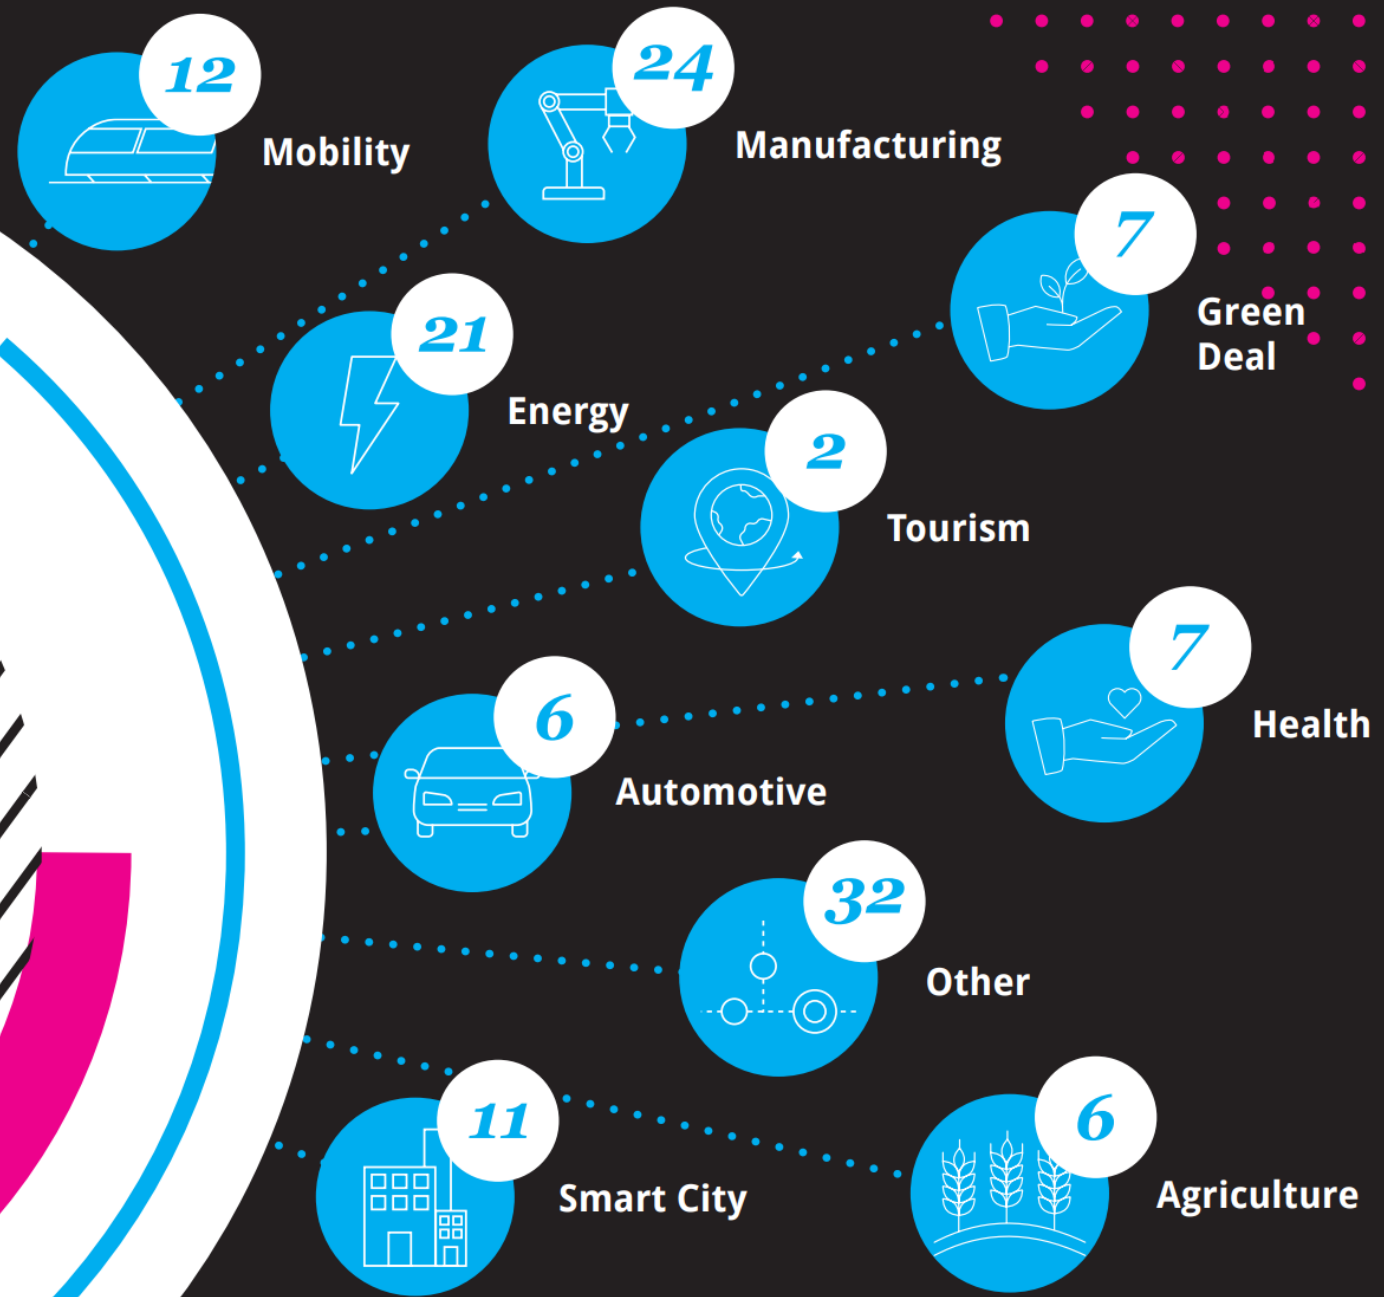 12
Mobility
24
Manufacturing
7
Green
Deal
21
Energy
2
Tourism
7
Health
6
Automotive
32
Other
11
Smart City
6
Agriculture